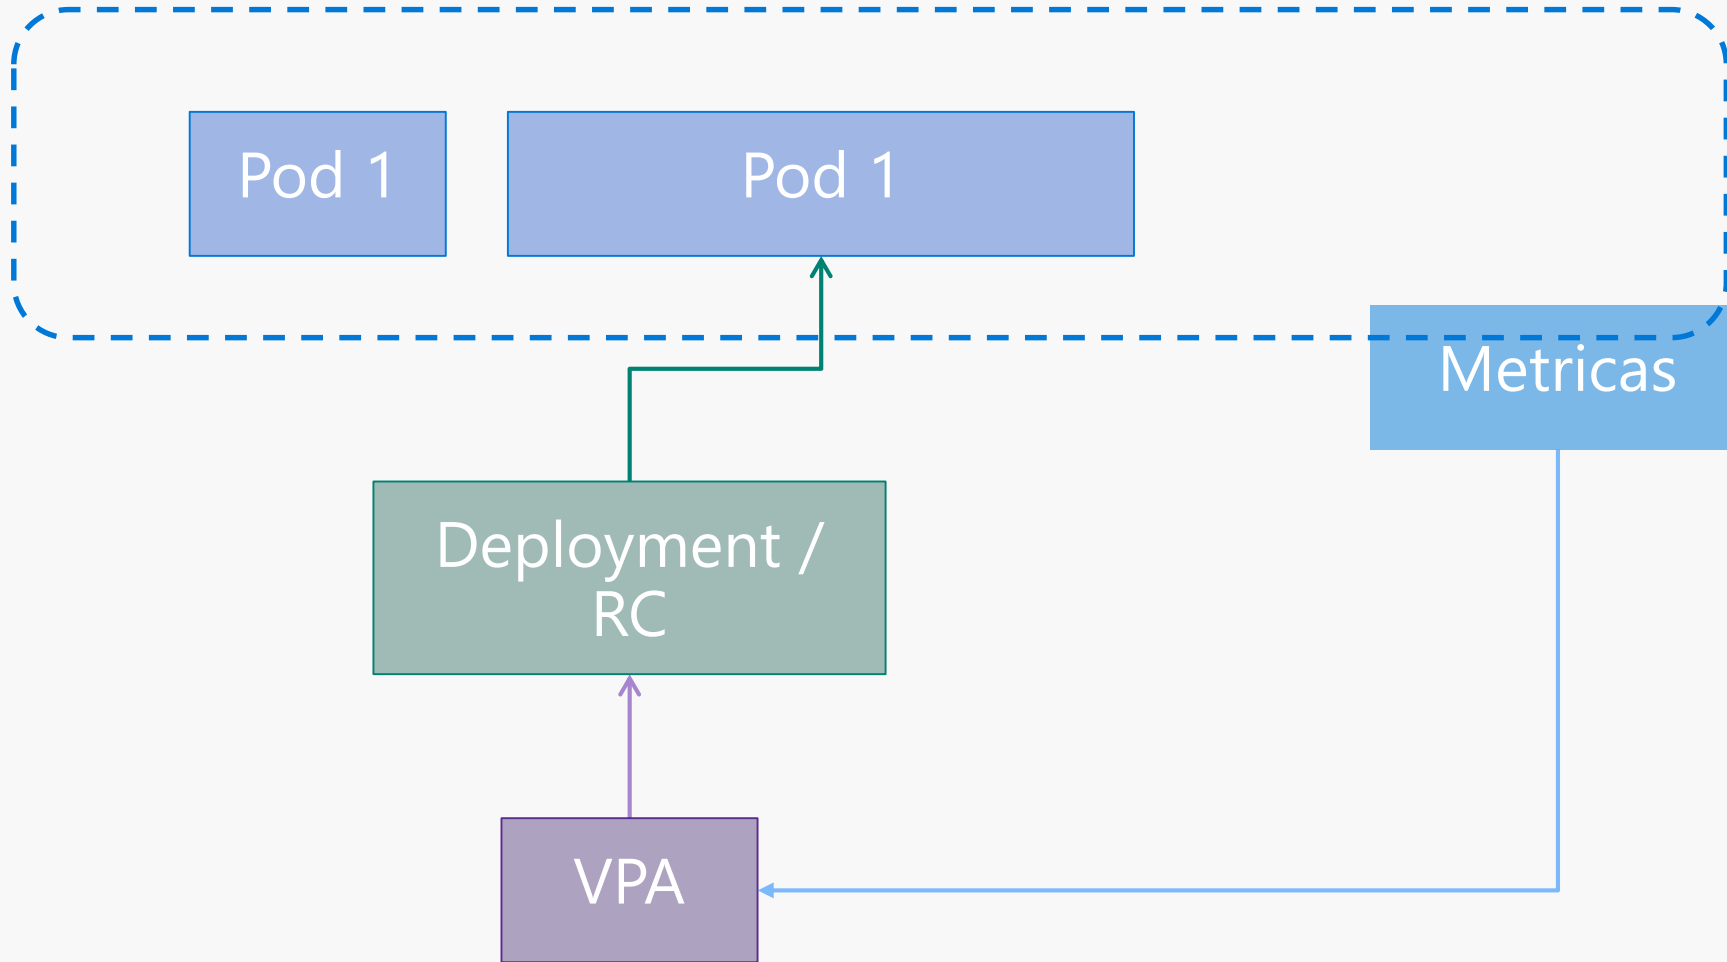 Pod 1
Pod 1
Metricas
Deployment /
RC
VPA